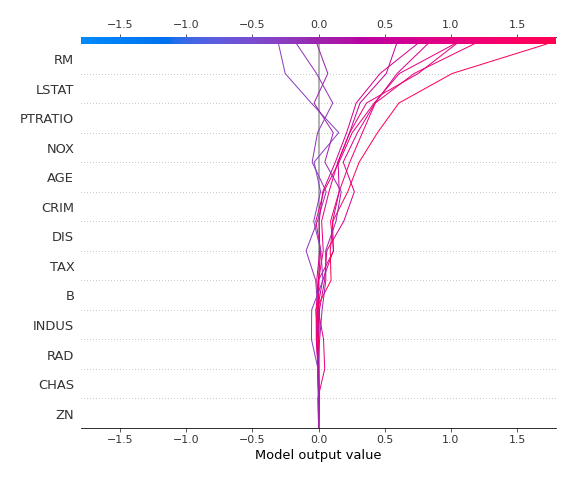 −1.5 −1.0 −0.5 0.0 0.5 1.0 1.5
RM
LSTAT
PTRATIO
NOX
AGE
CRIM
DIS
TAX
B
INDUS
RAD
CHAS
ZN
−1.5 −1.0 −0.5 0.0 0.5 1.0 1.5
Model output value